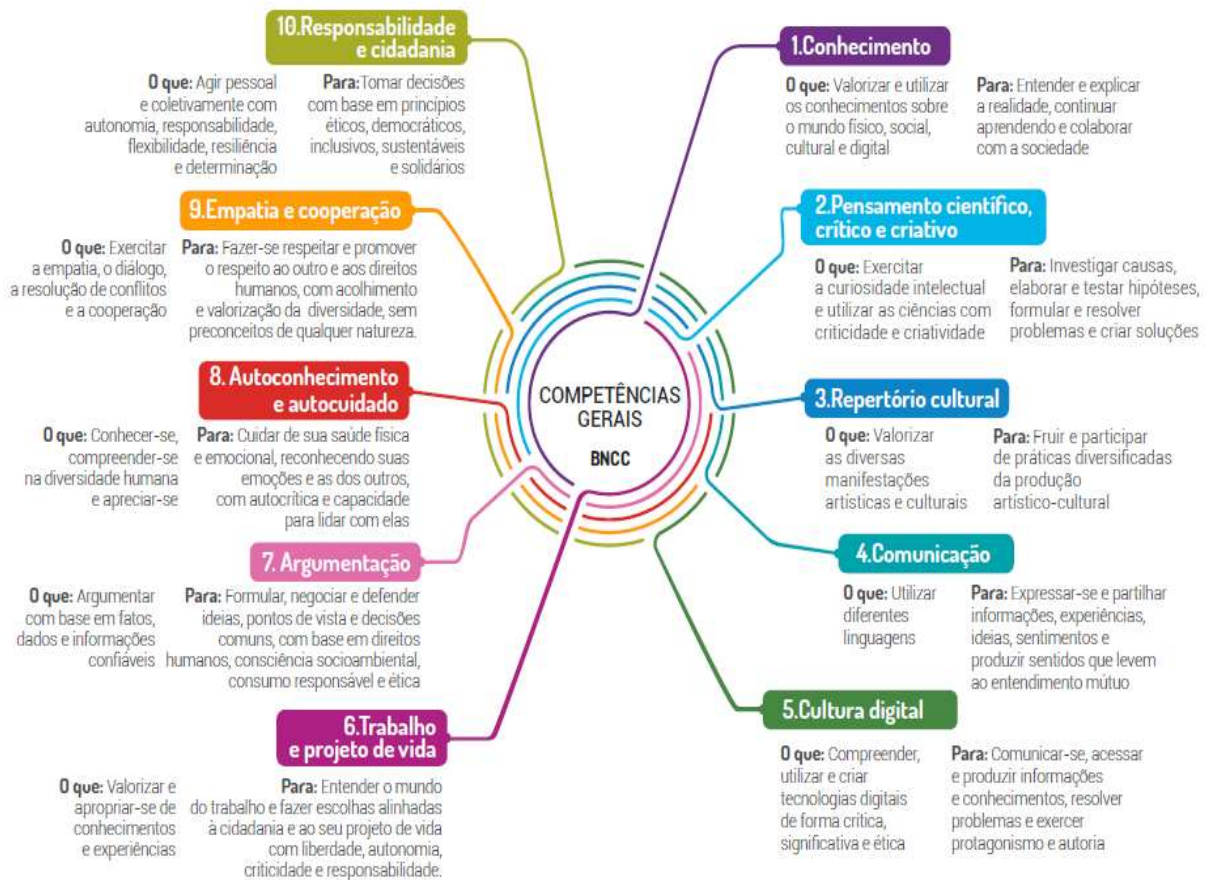 COMPETÊNCIAS
GERAIS
BNCC
1.Conhecimento
O que: Valorizar e utilizar
os conhecimentos sobre
o mundo físico, social,
cultural e digital
Para: Entender e explicar
a realidade, continuar
aprendendo e colaborar
com a sociedade
2.Pensamento científico,
crítico e criativo
O que: Exercitar
a curiosidade intelectual
e utilizar as ciências com
criticidade e criatividade
Para: Investigar causas,
elaborar e testar hipóteses,
formular e resolver
problemas e criar soluções
3.Repertório cultural
O que: Valorizar
as diversas
manifestações
artísticas e culturais
Para: Fruir e participar
de práticas diversificadas
da produção
artístico-cultural
4.Comunicação
O que: Utilizar
diferentes
linguagens
Para: Expressar-se e partilhar
informações, experiências,
ideias, sentimentos e
produzir sentidos que levem
ao entendimento mútuo
5.Cultura digital
O que: Compreender,
utilizar e criar
tecnologias digitais
de forma crítica,
significativa e ética
Para: Comunicar-se, acessar
e produzir informações
e conhecimentos, resolver
problemas e exercer
protagonismo e autoria
6.Trabalho
e projeto de vida
O que: Valorizar e
apropriar-se de
conhecimentos
e experiências
Para: Entender o mundo
do trabalho e fazer escolhas alinhadas
à cidadania e ao seu projeto de vida
com liberdade, autonomia,
criticidade e responsabilidade.
7. Argumentação
O que: Argumentar
com base em fatos,
dados e informações
confiáveis
Para: Formular, negociar e defender
ideias, pontos de vista e decisões
comuns, com base em direitos
humanos, consciência socioambiental,
consumo responsável e ética
8. Autoconhecimento
e autocuidado
O que: Conhecer-se,
compreender-se
na diversidade humana
e apreciar-se
Para: Cuidar de sua saúde física
e emocional, reconhecendo suas
emoções e as dos outros,
com autocrítica e capacidade
para lidar com elas
9.Empatia e cooperação
O que: Exercitar
a empatia, o diálogo,
a resolução de conflitos
e a cooperação
Para: Fazer-se respeitar e promover
o respeito ao outro e aos direitos
humanos, com acolhimento
e valorização da diversidade, sem
preconceitos de qualquer natureza.
10.Responsabilidade
e cidadania
O que: Agir pessoal
e coletivamente com
autonomia, responsabilidade,
flexibilidade, resiliência
e determinação
Para:Tomar decisões
com base em princípios
éticos, democráticos,
inclusivos, sustentáveis
e solidários